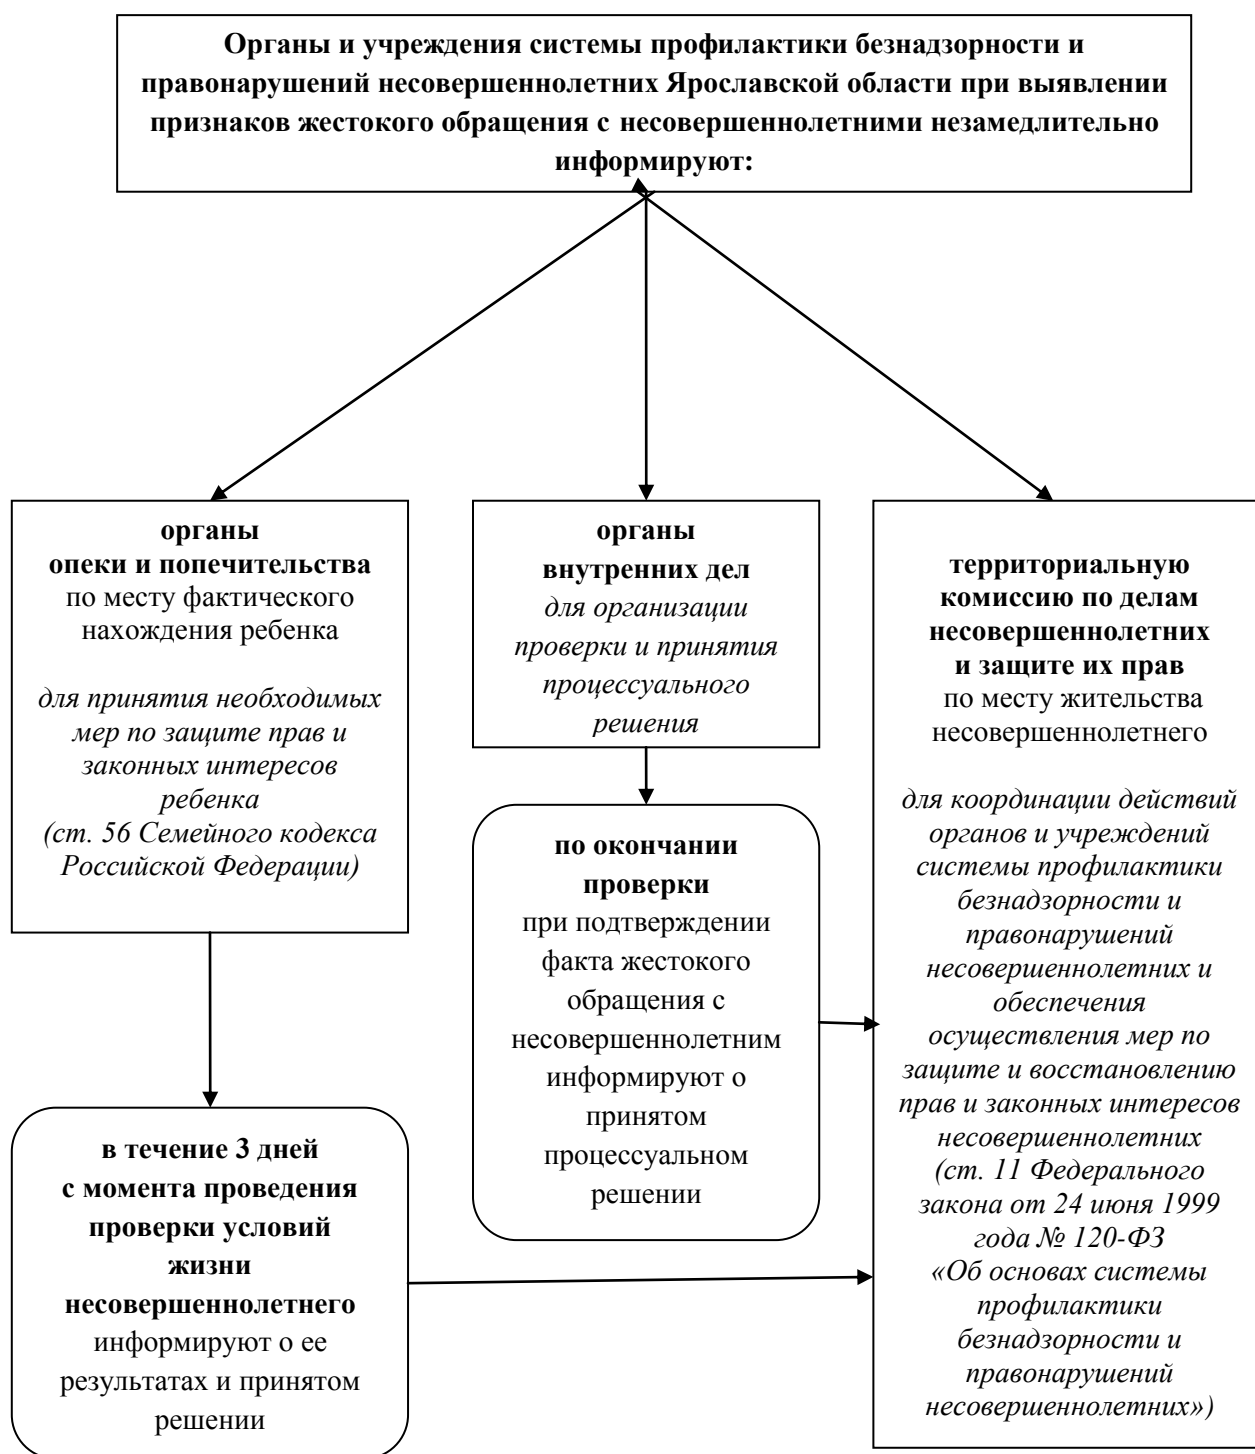 Органы и учреждения системы профилактики безнадзорности и
правонарушений несовершеннолетних Ярославской области при выявлении
признаков жестокого обращения с несовершеннолетними незамедлительно
информируют:
органы
опеки и попечительства
по месту фактического
нахождения ребенка
для принятия необходимых
мер по защите прав и
законных интересов
ребенка
(ст. 56 Семейного кодекса
Российской Федерации)
в течение 3 дней
с момента проведения
проверки условий
жизни
несовершеннолетнего
информируют о ее
результатах и принятом
решении
органы
внутренних дел
для организации
проверки и принятия
процессуального
решения
по окончании
проверки
при подтверждении
факта жестокого
обращения с
несовершеннолетним
информируют о
принятом
процессуальном
решении
территориальную
комиссию по делам
несовершеннолетних
и защите их прав
по месту жительства
несовершеннолетнего
для координации действий
органов и учреждений
системы профилактики
безнадзорности и
правонарушений
несовершеннолетних и
обеспечения
осуществления мер по
защите и восстановлению
прав и законных интересов
несовершеннолетних
(ст. 11 Федерального
закона от 24 июня 1999
года № 120-ФЗ
«Об основах системы
профилактики
безнадзорности и
правонарушений
несовершеннолетних»)